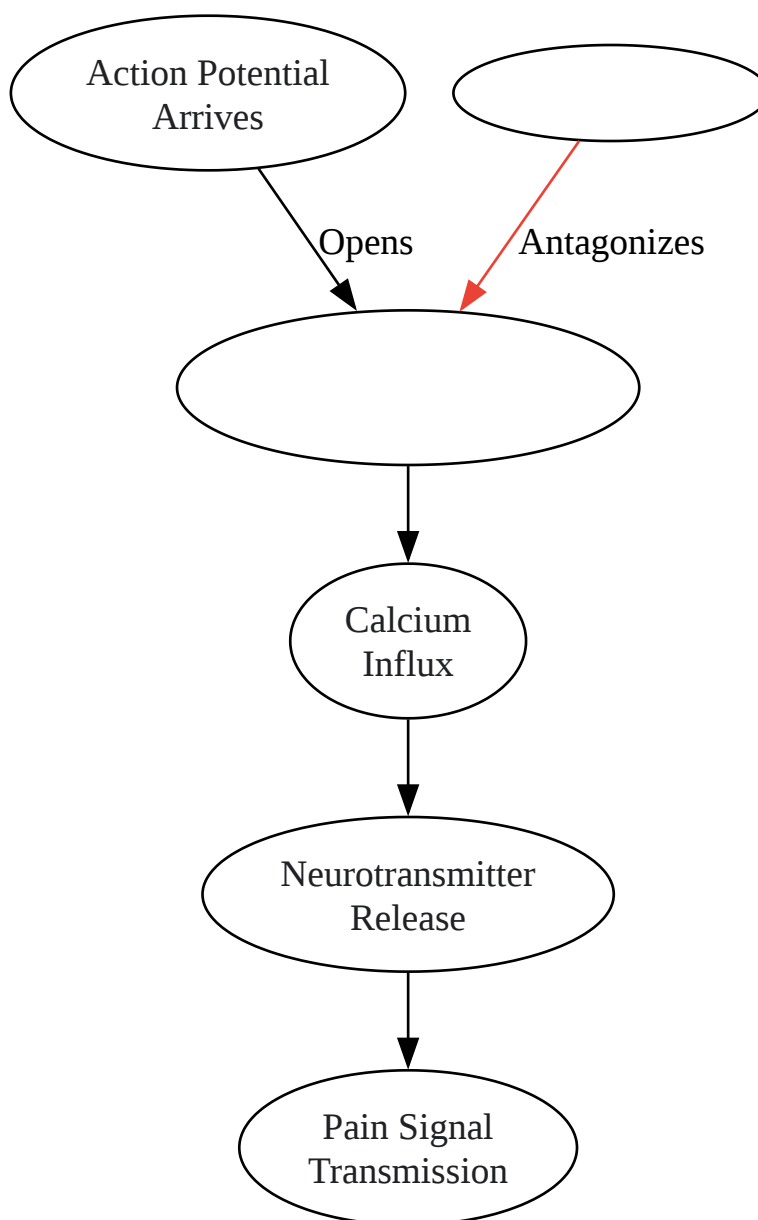 Action Potential
Arrives
Opens
Antagonizes
Calcium
Influx
Neurotransmitter
Release
Pain Signal
Transmission